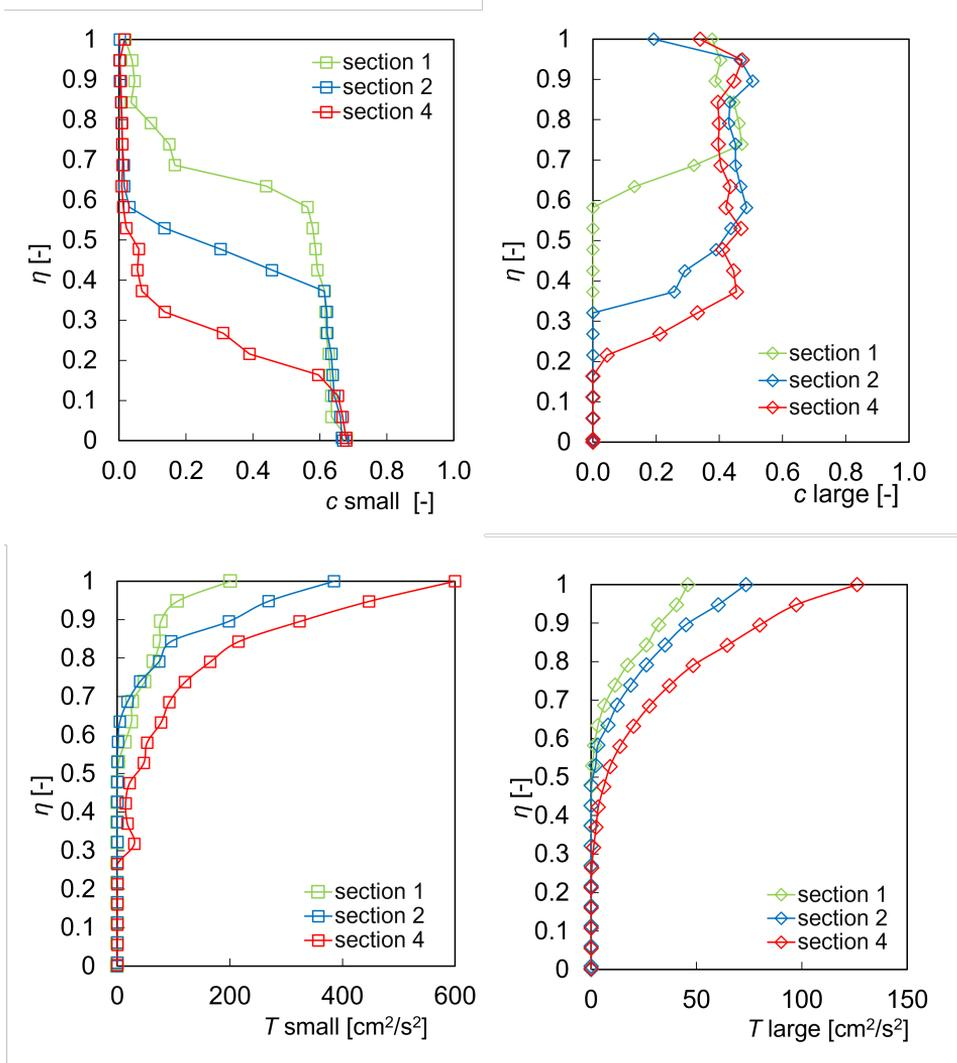 1
0.9
0.8
0.7
0.6
0.5
0.4
0.3
0.2
0.1
0
η [-]
section 1
section 2
section 4
0.0 0.2 0.4 0.6 0.8 1.0
c small [-]
1
0.9
0.8
0.7
0.6
0.5
0.4
0.3
0.2
0.1
0
η [-]
section 1
section 2
section 4
0.0 0.2 0.4 0.6 0.8 1.0
c large [-]
1
0.9
0.8
0.7
0.6
0.5
0.4
0.3
0.2
0.1
0
η [-]
section 1
section 2
section 4
0 200 400 600
T small [cm²/s²]
1
0.9
0.8
0.7
0.6
0.5
0.4
0.3
0.2
0.1
0
η [-]
section 1
section 2
section 4
0 50 100 150
T large [cm²/s²]